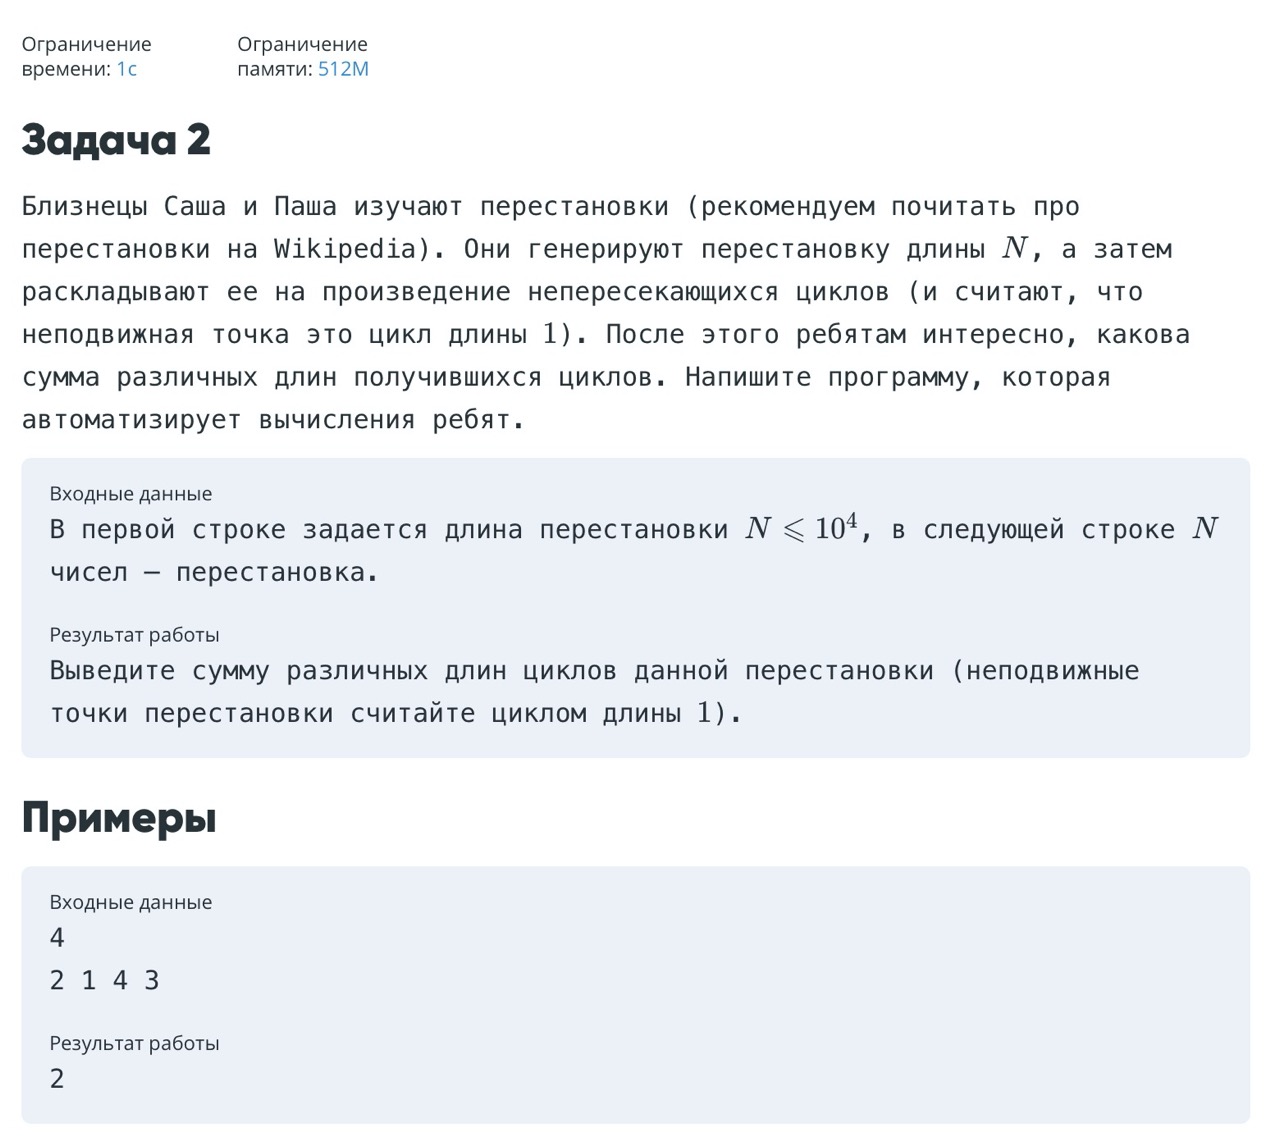 Ограничение
времени: 1с
Ограничение
памяти: 512M
Задача 2
Близнецы Саша и Паша изучают перестановки (рекомендуем почитать про
перестановки на Wikipedia). Они генерируют перестановку длины N, а затем
раскладывают ее на произведение непересекающихся циклов (и считают, что
неподвижная точка это цикл длины 1). После этого ребятам интересно, какова
сумма различных длин получившихся циклов. Напишите программу, которая
автоматизирует вычисления ребят.
Входные данные
В первой строке задается длина перестановки N ⩽ 10⁴, в следующей строке N
чисел — перестановка.
Результат работы
Выведите сумму различных длин циклов данной перестановки (неподвижные
точки перестановки считайте циклом длины 1).
Примеры
Входные данные
4
2 1 4 3
Результат работы
2